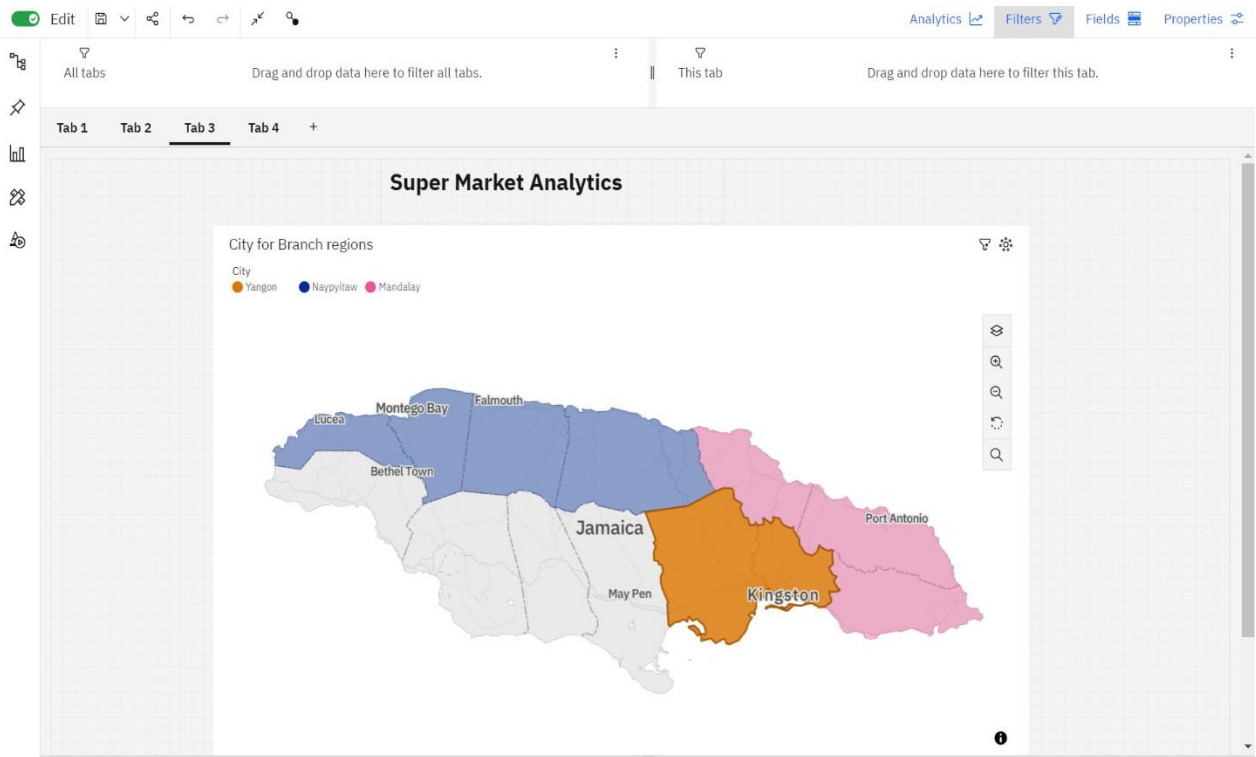 Edit
Analytics Filters Fields Properties
All tabs Drag and drop data here to filter all tabs. This tab Drag and drop data here to filter this tab.
Tab 1 Tab 2 Tab 3 Tab 4 +
Super Market Analytics
City for Branch regions
City
Yangon Naypyitaw Mandalay
Falmouth
Montego Bay
Lucea
Bethel Town
Port Antonio
Jamaica
May Pen Kingston